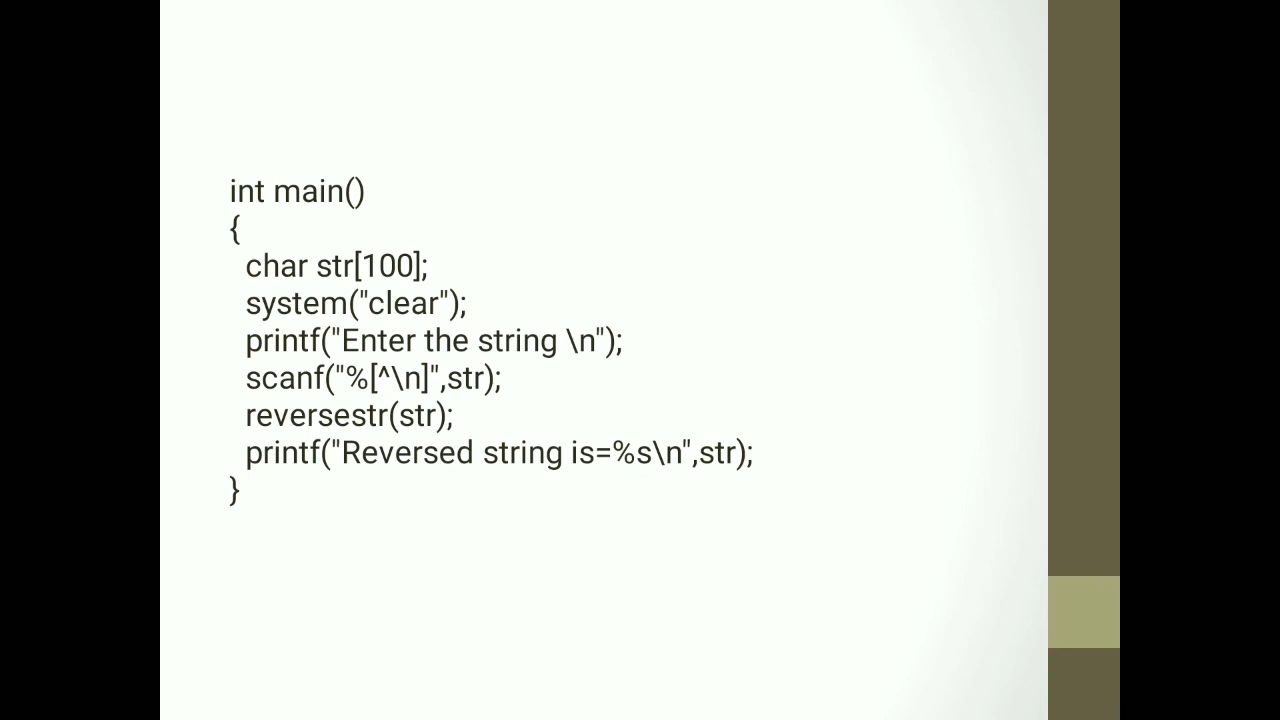 int main()
{
char str[100];
system("clear");
printf("Enter the string \n");
scanf("%[^\n]",str);
reversestr(str);
printf("Reversed string is=%s\n",str);
}